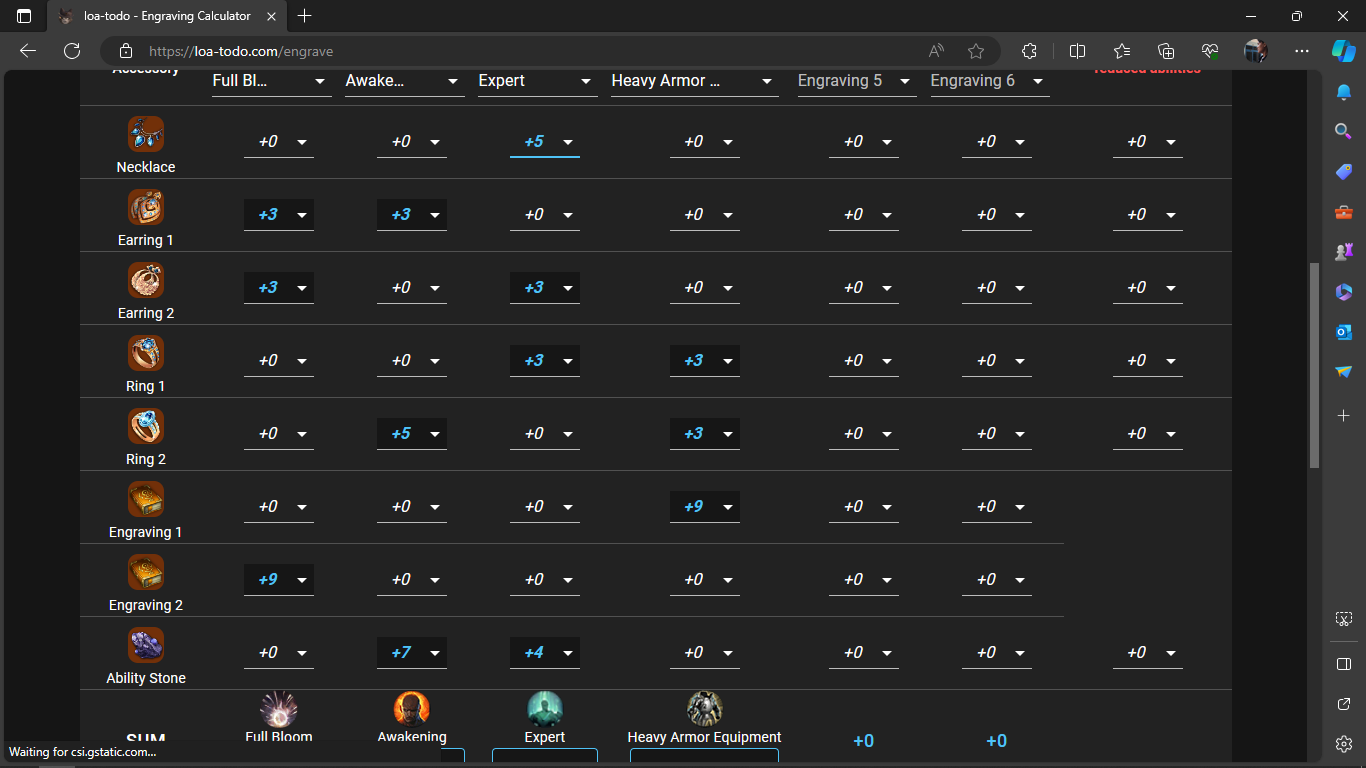 loa-todo - Engraving Calculator
https://loa-todo.com/engrave
Accessory Full Bl... Awake... Expert Heavy Armor ... Engraving 5 Engraving 6 reduced abilities
Necklace +0 +0 +5 +0 +0 +0 +0
Earring 1 +3 +3 +0 +0 +0 +0 +0
Earring 2 +3 +0 +3 +0 +0 +0 +0
Ring 1 +0 +0 +3 +3 +0 +0 +0
Ring 2 +0 +5 +0 +3 +0 +0 +0
Engraving 1 +0 +0 +0 +9 +0 +0
Engraving 2 +9 +0 +0 +0 +0 +0
Ability Stone +0 +7 +4 +0 +0 +0 +0
SUM Full Bloom Awakening Expert Heavy Armor Equipment +0 +0
Waiting for csi.gstatic.com...